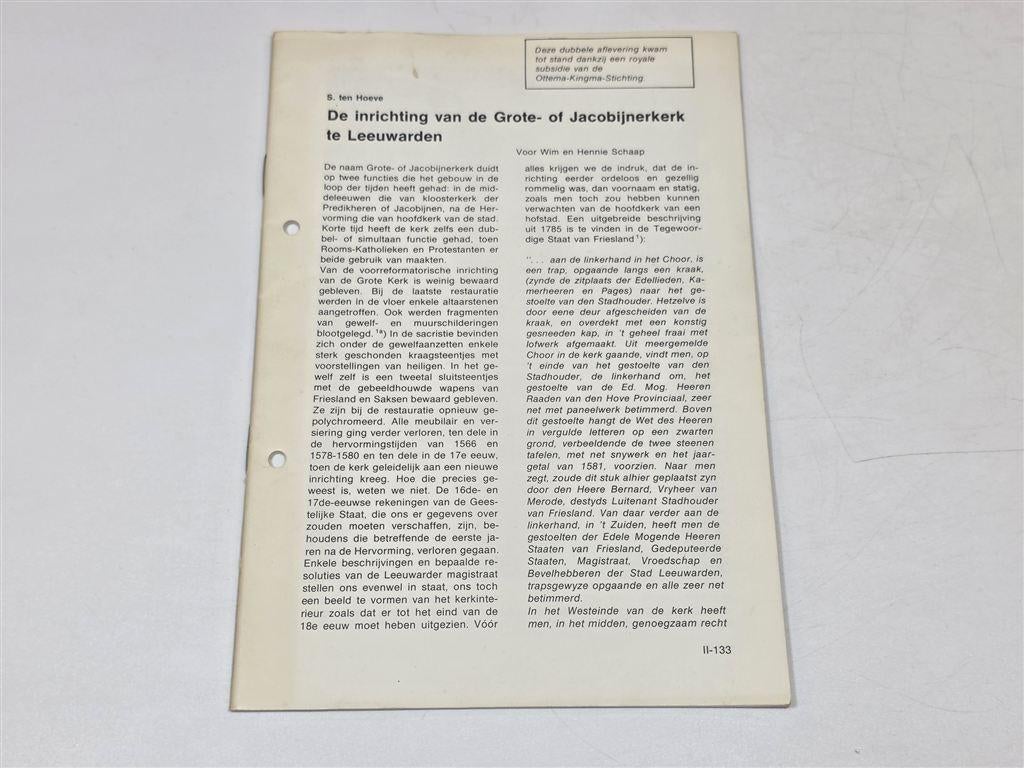 Deze dubbele aflevering kwam
tot stand dankzij een royale
subsidie van de
Ottema-Kingma-Stichting.
S. ten Hoeve
De inrichting van de Grote- of Jacobijnerkerk
te Leeuwarden
Voor Wim en Hennie Schaap
De naam Grote- of Jacobijnerkerk duidt
op twee functies die het gebouw in de
loop der tijden heeft gehad: in de mid-
deleeuwen die van kloosterkerk der
Predikheren of Jacobijnen, na de Her-
vorming die van hoofdkerk van de stad.
Korte tijd heeft de kerk zelfs een dub-
bel- of simultaan functie gehad, toen
Rooms-Katholieken en Protestanten er
beide gebruik van maakten.
Van de voorreformatorische inrichting
van de Grote Kerk is weinig bewaard
gebleven. Bij de laatste restauratie
werden in de vloer enkele altaarstenen
aangetroffen. Ook werden fragmenten
van gewelf- en muurschilderingen
blootgelegd. 1a) In de sacristie bevinden
zich onder de gewelfaanzetten enkele
sterk geschonden kraagsteentjes met
voorstellingen van heiligen. In het ge-
welf zelf is een tweetal sluitsteentjes
met de gebeeldhouwde wapens van
Friesland en Saksen bewaard gebleven.
Ze zijn bij de restauratie opnieuw ge-
polychromeerd. Alle meubilair en ver-
siering ging verder verloren, ten dele in
de hervormingstijden van 1566 en
1578-1580 en ten dele in de 17e eeuw,
toen de kerk geleidelijk aan een nieuwe
inrichting kreeg. Hoe die precies ge-
weest is, weten we niet. De 16de- en
17de-eeuwse rekeningen van de Gees-
telijke Staat, die ons er gegevens over
zouden moeten verschaffen, zijn, be-
houdens die betreffende de eerste ja-
ren na de Hervorming, verloren gegaan.
Enkele beschrijvingen en bepaalde re-
soluties van de Leeuwarder magistraat
stellen ons evenwel in staat, ons toch
een beeld te vormen van het kerkinte-
rieur zoals dat er tot het eind van de
18e eeuw moet hebben uitgezien. Vóór
alles krijgen we de indruk, dat de in-
richting eerder ordeloos en gezellig
rommelig was, dan voornaam en statig,
zoals men toch zou hebben kunnen
verwachten van de hoofdkerk van een
hofstad. Een uitgebreide beschrijving
uit 1785 is te vinden in de Tegewoor-
dige Staat van Friesland 1):
"... aan de linkerhand in het Choor, is
een trap, opgaande langs een kraak,
(zynde de zitplaats der Edellieden, Ka-
merheeren en Pages) naar het ge-
stoelte van den Stadhouder. Hetzelve is
door eene deur afgescheiden van de
kraak, en overdekt met een konstig
gesneeden kap, in 't geheel fraai met
lofwerk afgemaakt. Uit meergemelde
Choor in de kerk gaande, vindt men, op
't einde van het gestoelte van den
Stadhouder, de linkerhand om, het
gestoelte van de Ed. Mog. Heeren
Raaden van den Hove Provinciaal, zeer
net met paneelwerk betimmerd. Boven
dit gestoelte hangt de Wet des Heeren
in vergulde letteren op een zwarten
grond, verbeeldende de twee steenen
tafelen, met net snywerk en het jaar-
getal van 1581, voorzien. Naar men
zegt, zoude dit stuk alhier geplaatst zyn
door den Heere Bernard, Vryheer van
Merode, destyds Luitenant Stadhouder
van Friesland. Van daar verder aan de
linkerhand, in 't Zuiden, heeft men de
gestoelten der Edele Mogende Heeren
Staaten van Friesland, Gedeputeerde
Staaten, Magistraat, Vroedschap en
Bevelhebberen der Stad Leeuwarden,
trapsgewyze opgaande en alle zeer net
betimmerd.
In het Westeinde van de kerk heeft
men, in het midden, genoegzaam recht
II-133